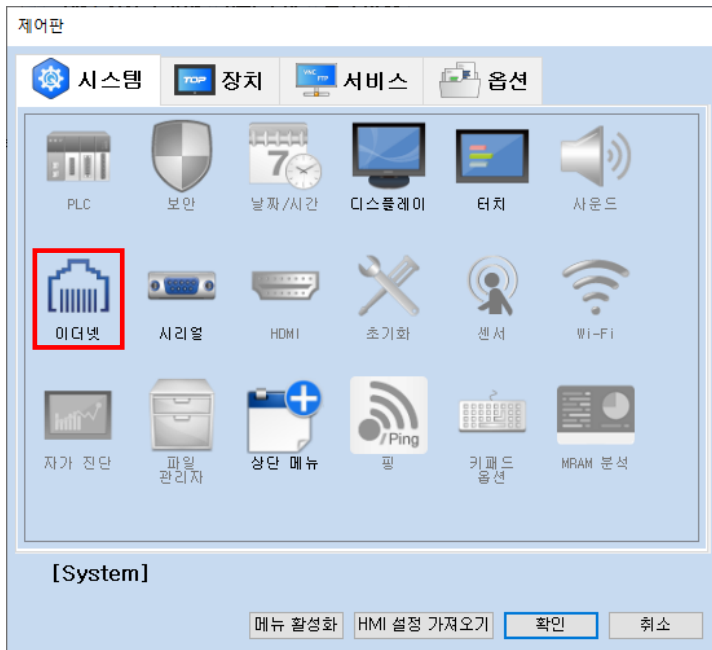 제어판
시스템
TOP
장치
VNC
FTP
서비스
옵션
7
PLC
보안
날짜/시간
디스플레이
터치
사운드
이더넷
시리얼
HDMI
초기화
센서
Wi-Fi
/Ping
자가 진단
파일
관리자
상단 메뉴
핑
키패드
옵션
MRAM 분석
[System]
메뉴 활성화
HMI 설정 가져오기
확인
취소